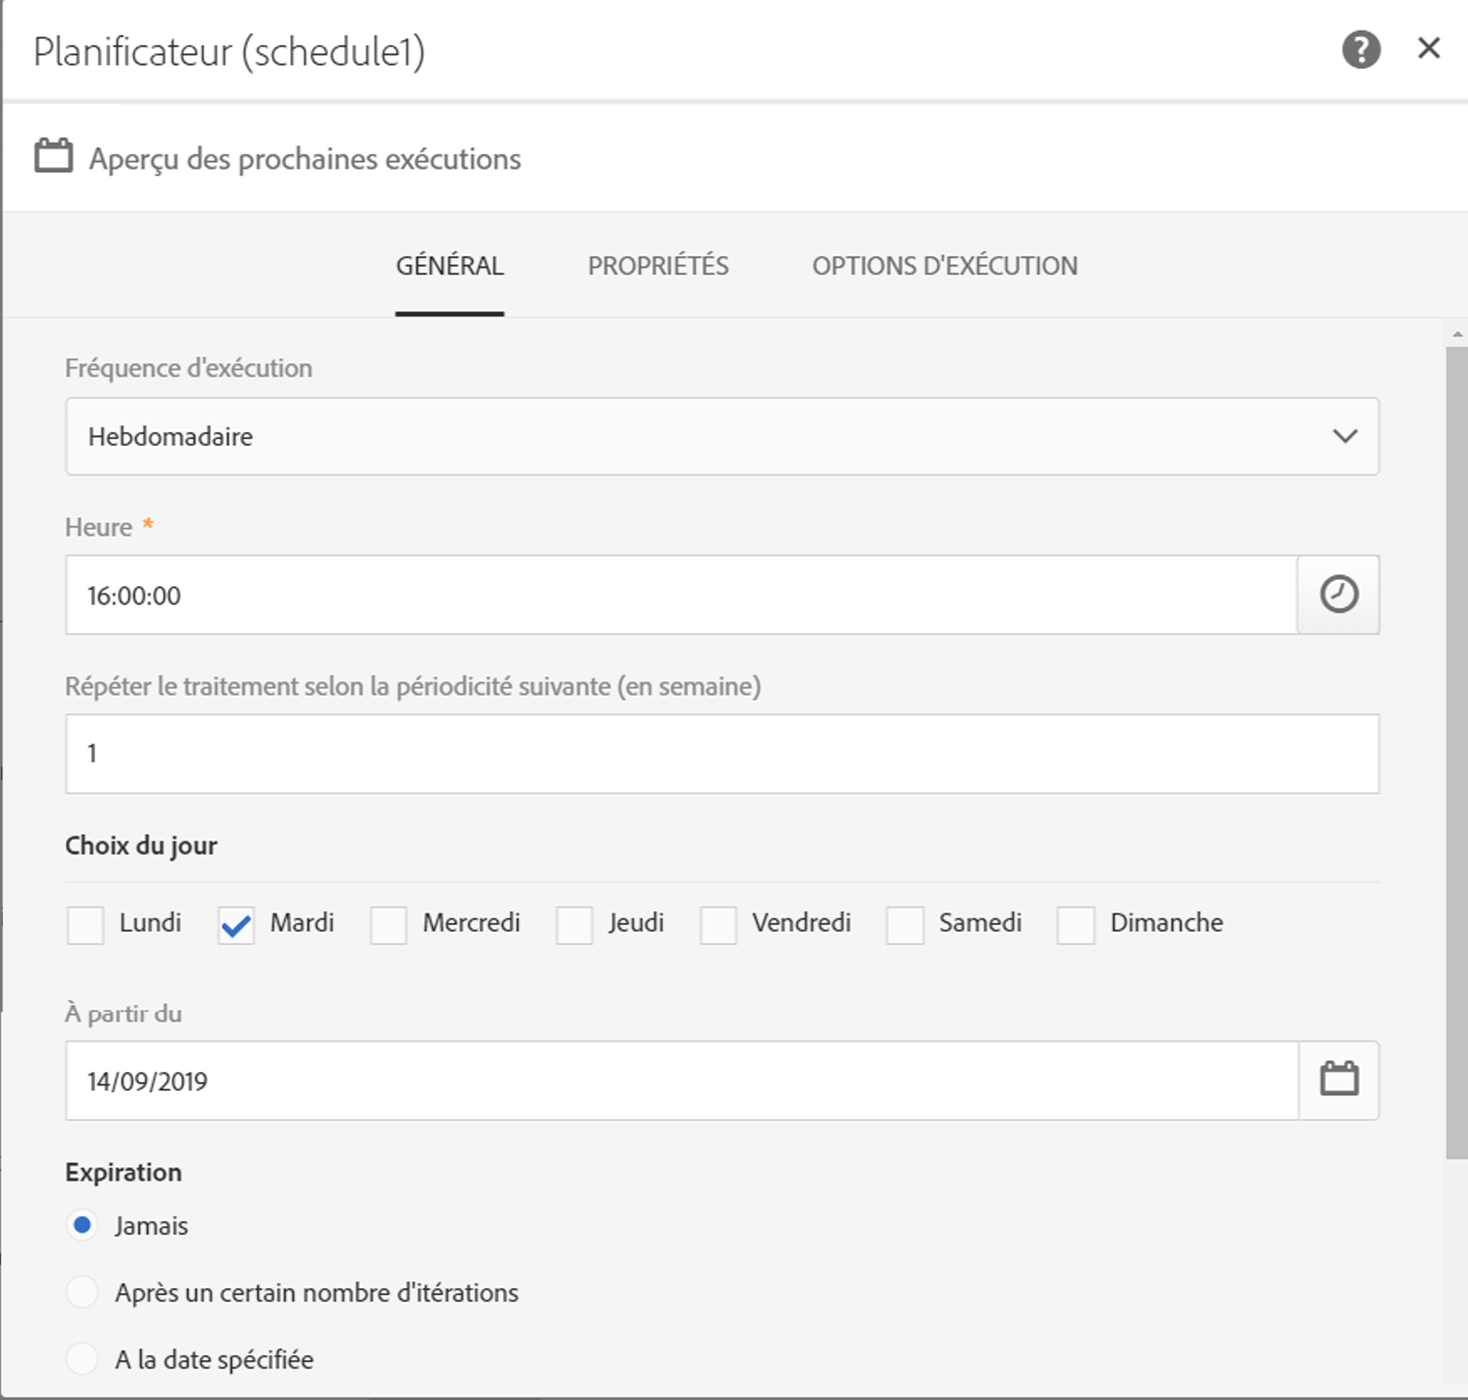 Planificateur (schedule1)
Aperçu des prochaines exécutions
GÉNÉRAL PROPRIÉTÉS OPTIONS D'EXÉCUTION
Fréquence d'exécution
Hebdomadaire
Heure *
16:00:00
Répéter le traitement selon la périodicité suivante (en semaine)
1
Choix du jour
Lundi Mardi Mercredi Jeudi Vendredi Samedi Dimanche
À partir du
14/09/2019
Expiration
Jamais
Après un certain nombre d'itérations
A la date spécifiée